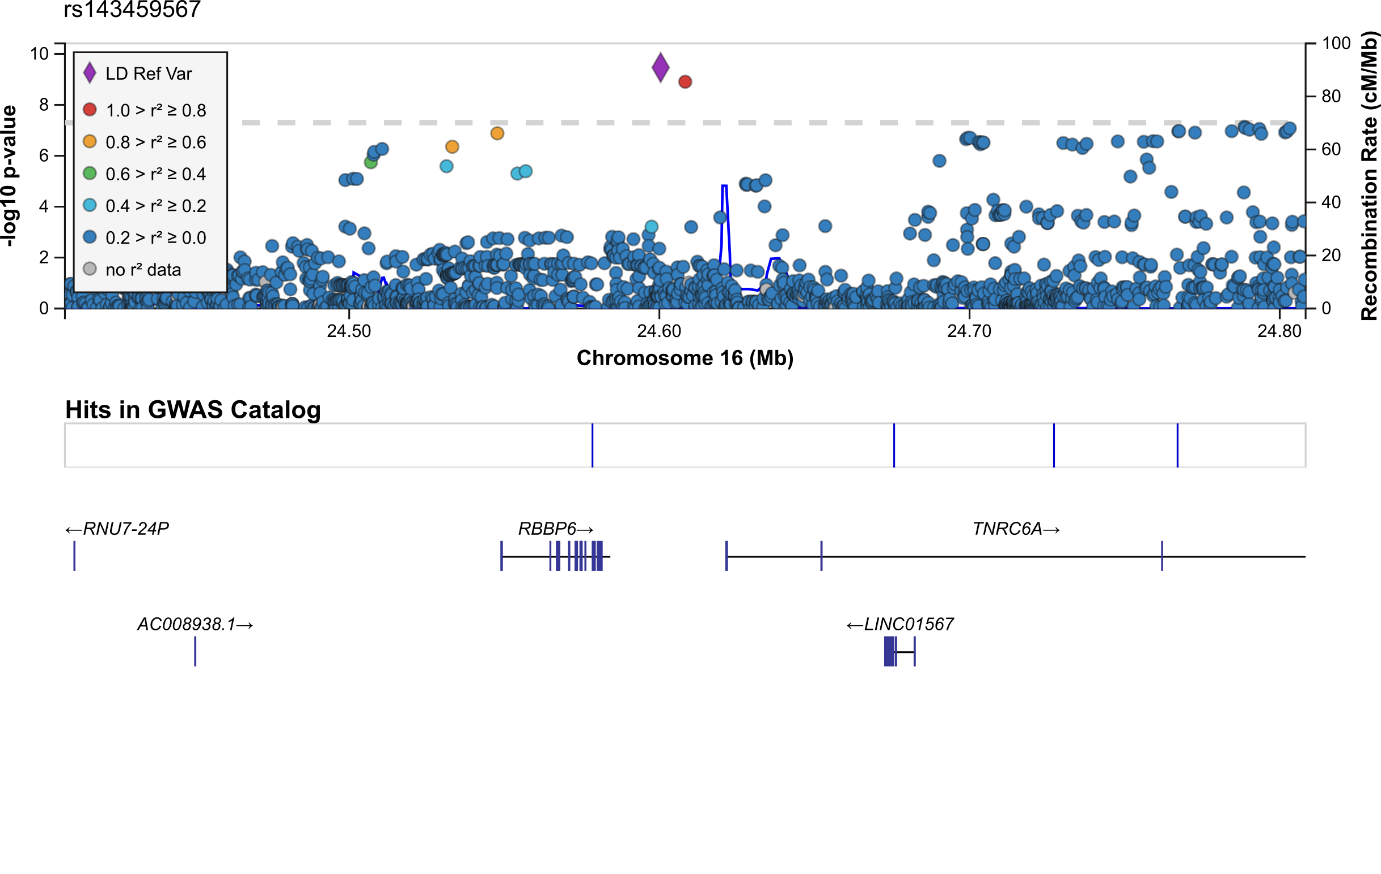 rs143459567
-log10 p-value
10
8
6
4
2
0
LD Ref Var
1.0 > r² ≥ 0.8
0.8 > r² ≥ 0.6
0.6 > r² ≥ 0.4
0.4 > r² ≥ 0.2
0.2 > r² ≥ 0.0
no r² data
100
80
60
40
20
0
Recombination Rate (cM/Mb)
24.50 24.60 24.70 24.80
Chromosome 16 (Mb)
Hits in GWAS Catalog
←RNU7-24P RBBP6→ TNRC6A→
AC008938.1→ ←LINC01567